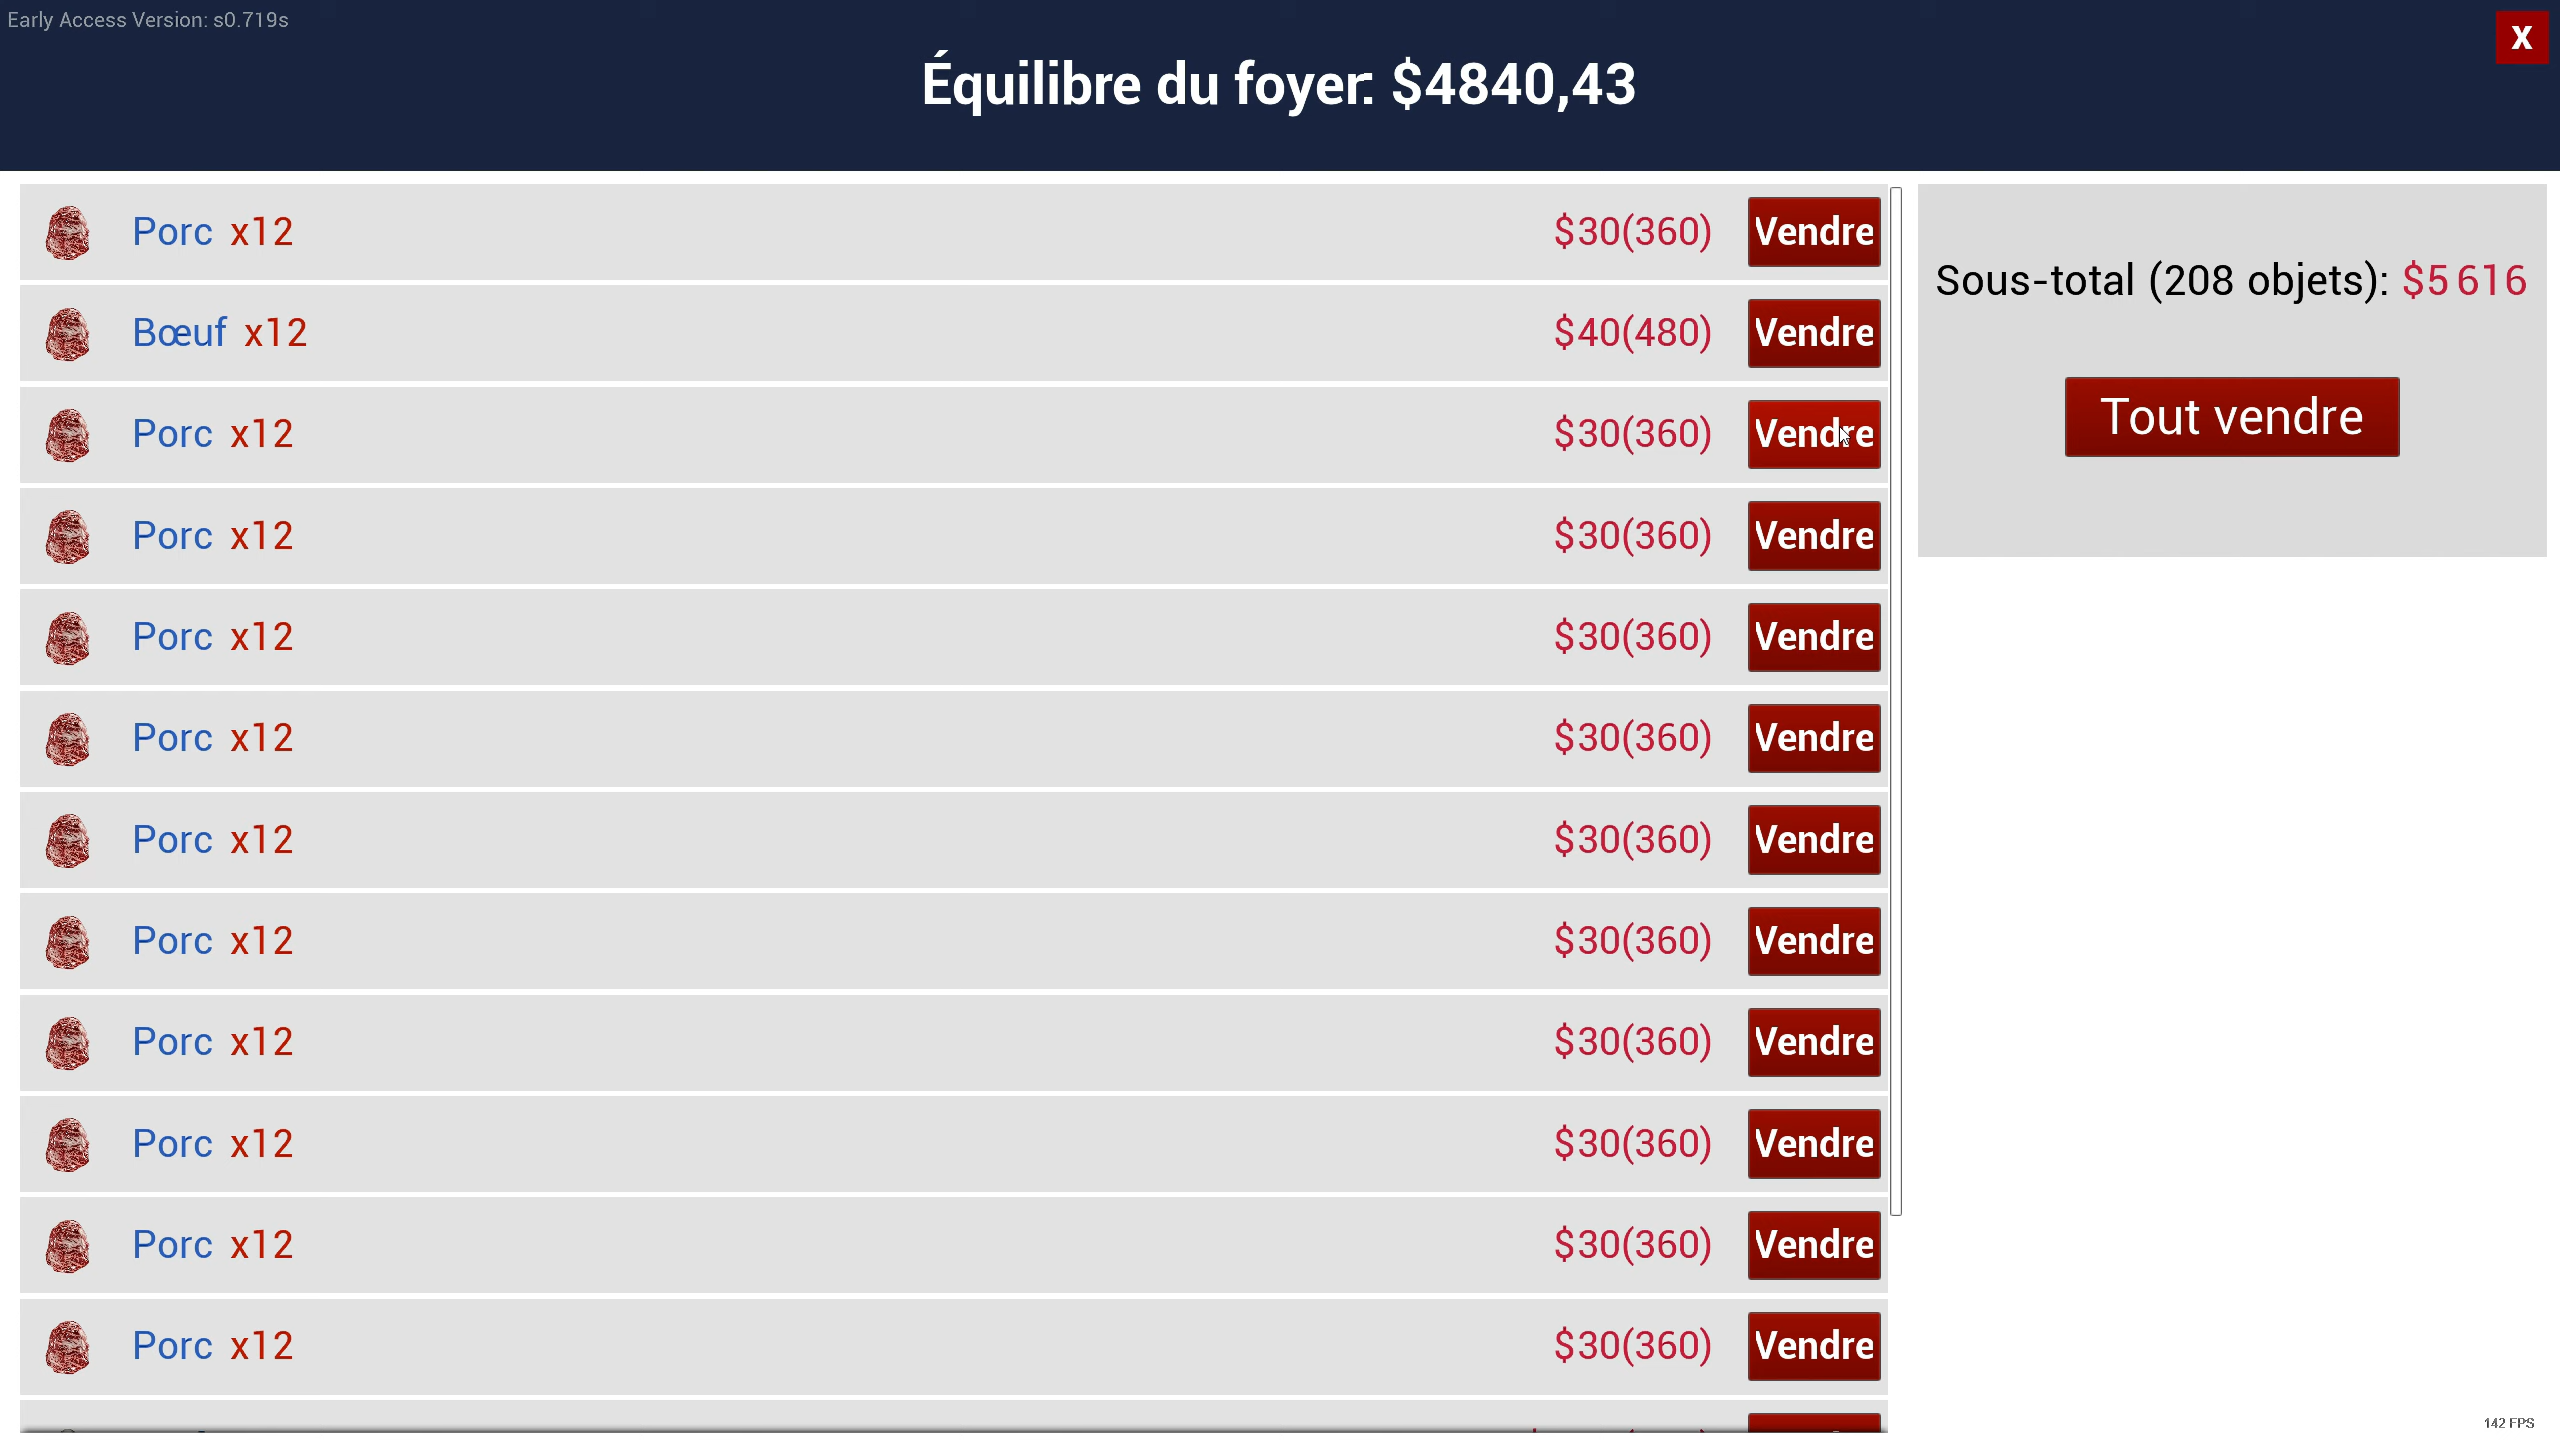 Early Access Version: s0.719s
X
Équilibre du foyer: $4840,43
Porc x12 $30(360) Vendre
Bœuf x12 $40(480) Vendre
Porc x12 $30(360) Vendre
Porc x12 $30(360) Vendre
Porc x12 $30(360) Vendre
Porc x12 $30(360) Vendre
Porc x12 $30(360) Vendre
Porc x12 $30(360) Vendre
Porc x12 $30(360) Vendre
Porc x12 $30(360) Vendre
Porc x12 $30(360) Vendre
Porc x12 $30(360) Vendre
Sous-total (208 objets): $5 616
Tout vendre
142 FPS